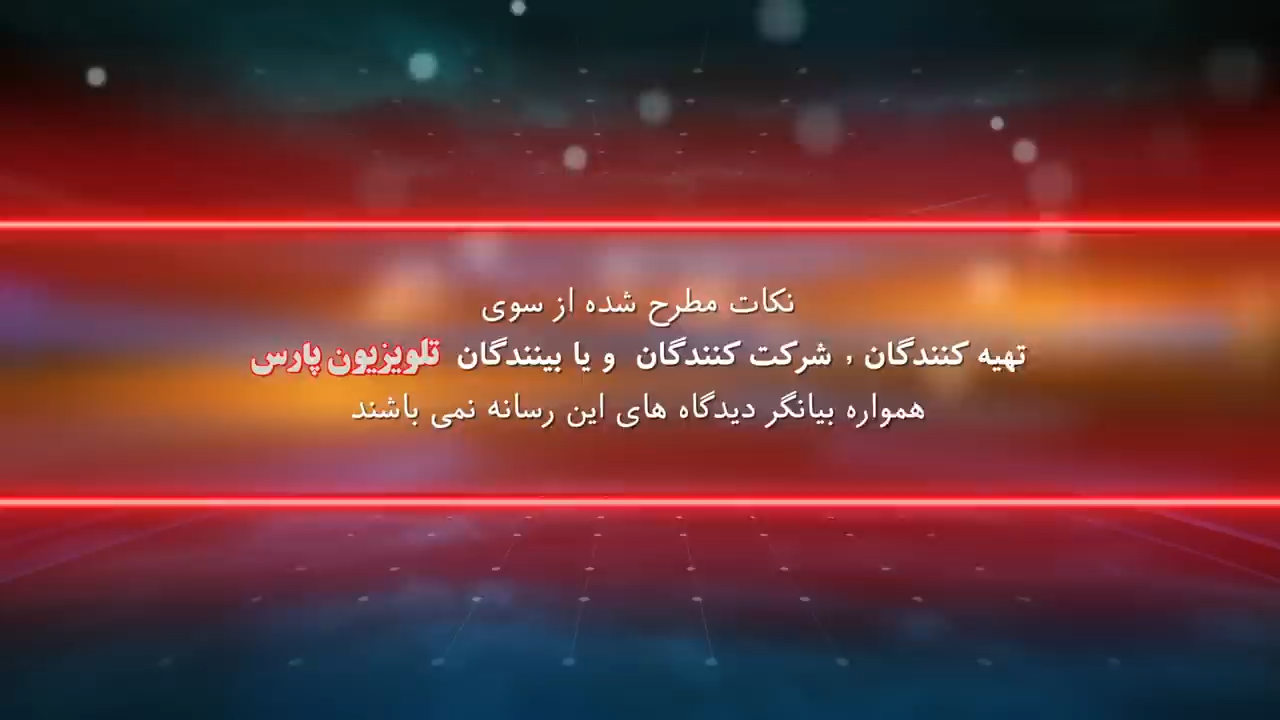 نکات مطرح شده از سوی
تهیه کنندگان , شرکت کنندگان و یا بینندگان تلویزیون پارس
همواره بیانگر دیدگاه های این رسانه نمی باشند